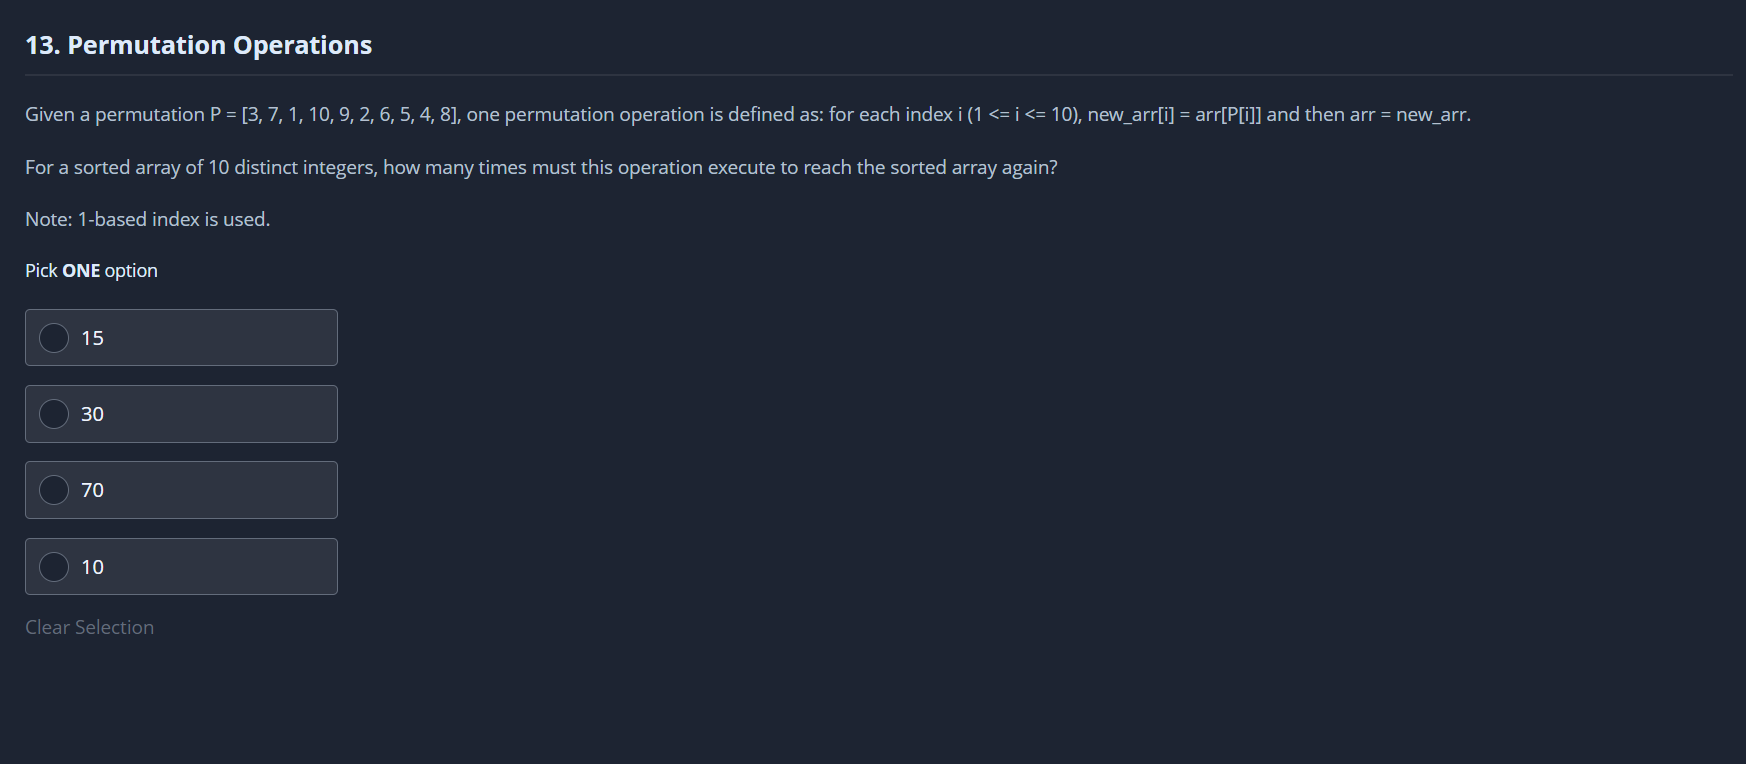 13. Permutation Operations
Given a permutation P = [3, 7, 1, 10, 9, 2, 6, 5, 4, 8], one permutation operation is defined as: for each index i (1 <= i <= 10), new_arr[i] = arr[P[i]] and then arr = new_arr.
For a sorted array of 10 distinct integers, how many times must this operation execute to reach the sorted array again?
Note: 1-based index is used.
Pick ONE option
15
30
70
10
Clear Selection